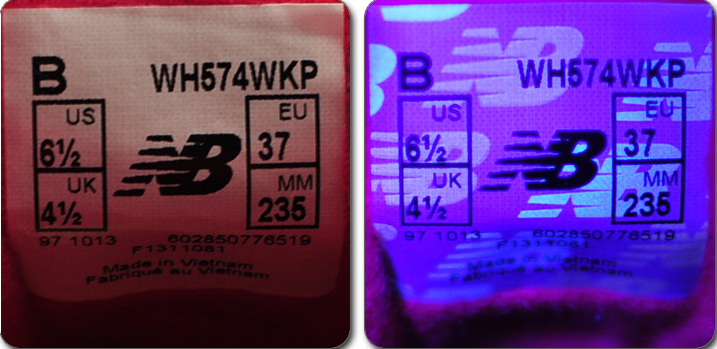 B WH574WKP
US EU
6½ 37
UK MM
4½ 235
NB
97 1013 602850776519
F1311081
Made in Vietnam
Fabriqué au Vietnam
B WH574WKP
US EU
6½ 37
UK MM
4½ 235
NB
97 1013 602850776519
F1311081
Made in Vietnam
Fabriqué au Vietnam